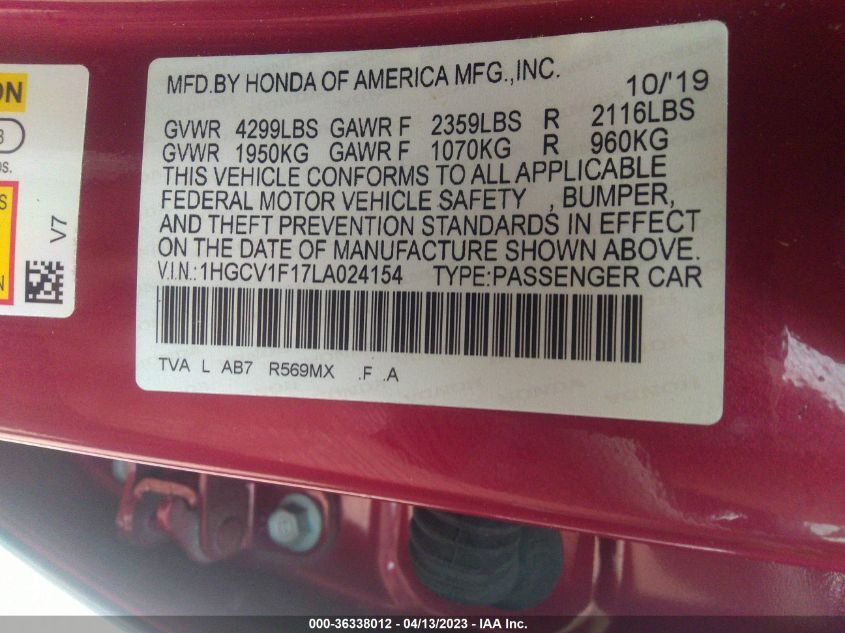 MFD.BY HONDA OF AMERICA MFG.,INC. 10/'19
GVWR 4299LBS GAWR F 2359LBS R 2116LBS
GVWR 1950KG GAWR F 1070KG R 960KG
THIS VEHICLE CONFORMS TO ALL APPLICABLE
FEDERAL MOTOR VEHICLE SAFETY , BUMPER,
AND THEFT PREVENTION STANDARDS IN EFFECT
ON THE DATE OF MANUFACTURE SHOWN ABOVE.
V.I.N.:1HGCV1F17LA024154 TYPE:PASSENGER CAR
TVA L AB7 R569MX .F .A
V7
000-36338012 - 04/13/2023 - IAA Inc.